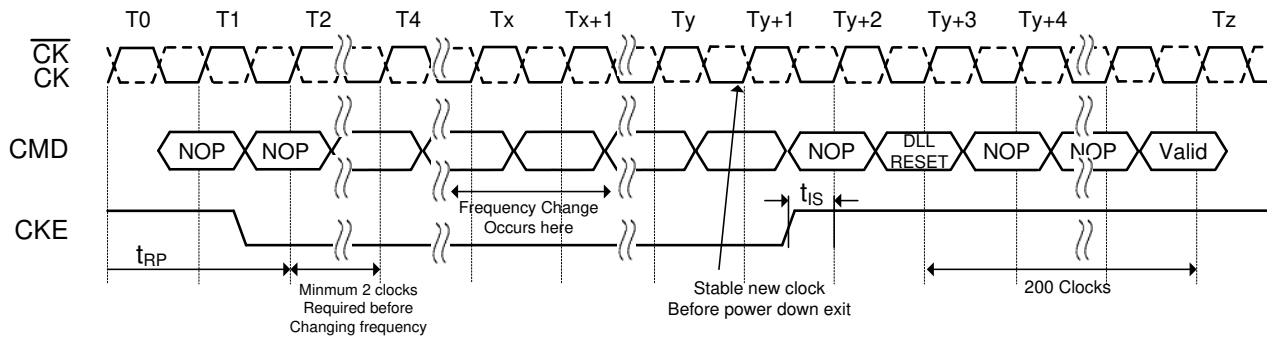 T0 T1 T2 T4 Tx Tx+1 Ty Ty+1 Ty+2 Ty+3 Ty+4 Tz
CK
CK
CMD NOP NOP NOP DLL RESET NOP NOP Valid
Frequency Change
Occurs here
tIS
CKE
tRP
Minmum 2 clocks
Required before
Changing frequency
Stable new clock
Before power down exit
200 Clocks